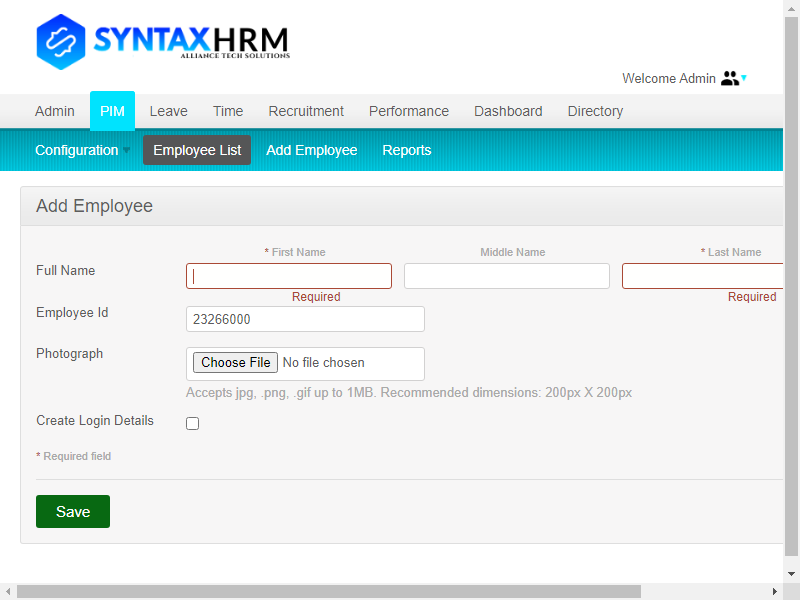 SYNTAXHRM
ALLIANCE TECH SOLUTIONS
Welcome Admin
Admin PIM Leave Time Recruitment Performance Dashboard Directory
Configuration Employee List Add Employee Reports
Add Employee
* First Name Middle Name * Last Name
Full Name
Required Required
Employee Id 23266000
Photograph Choose File No file chosen
Accepts jpg, .png, .gif up to 1MB. Recommended dimensions: 200px X 200px
Create Login Details
* Required field
Save